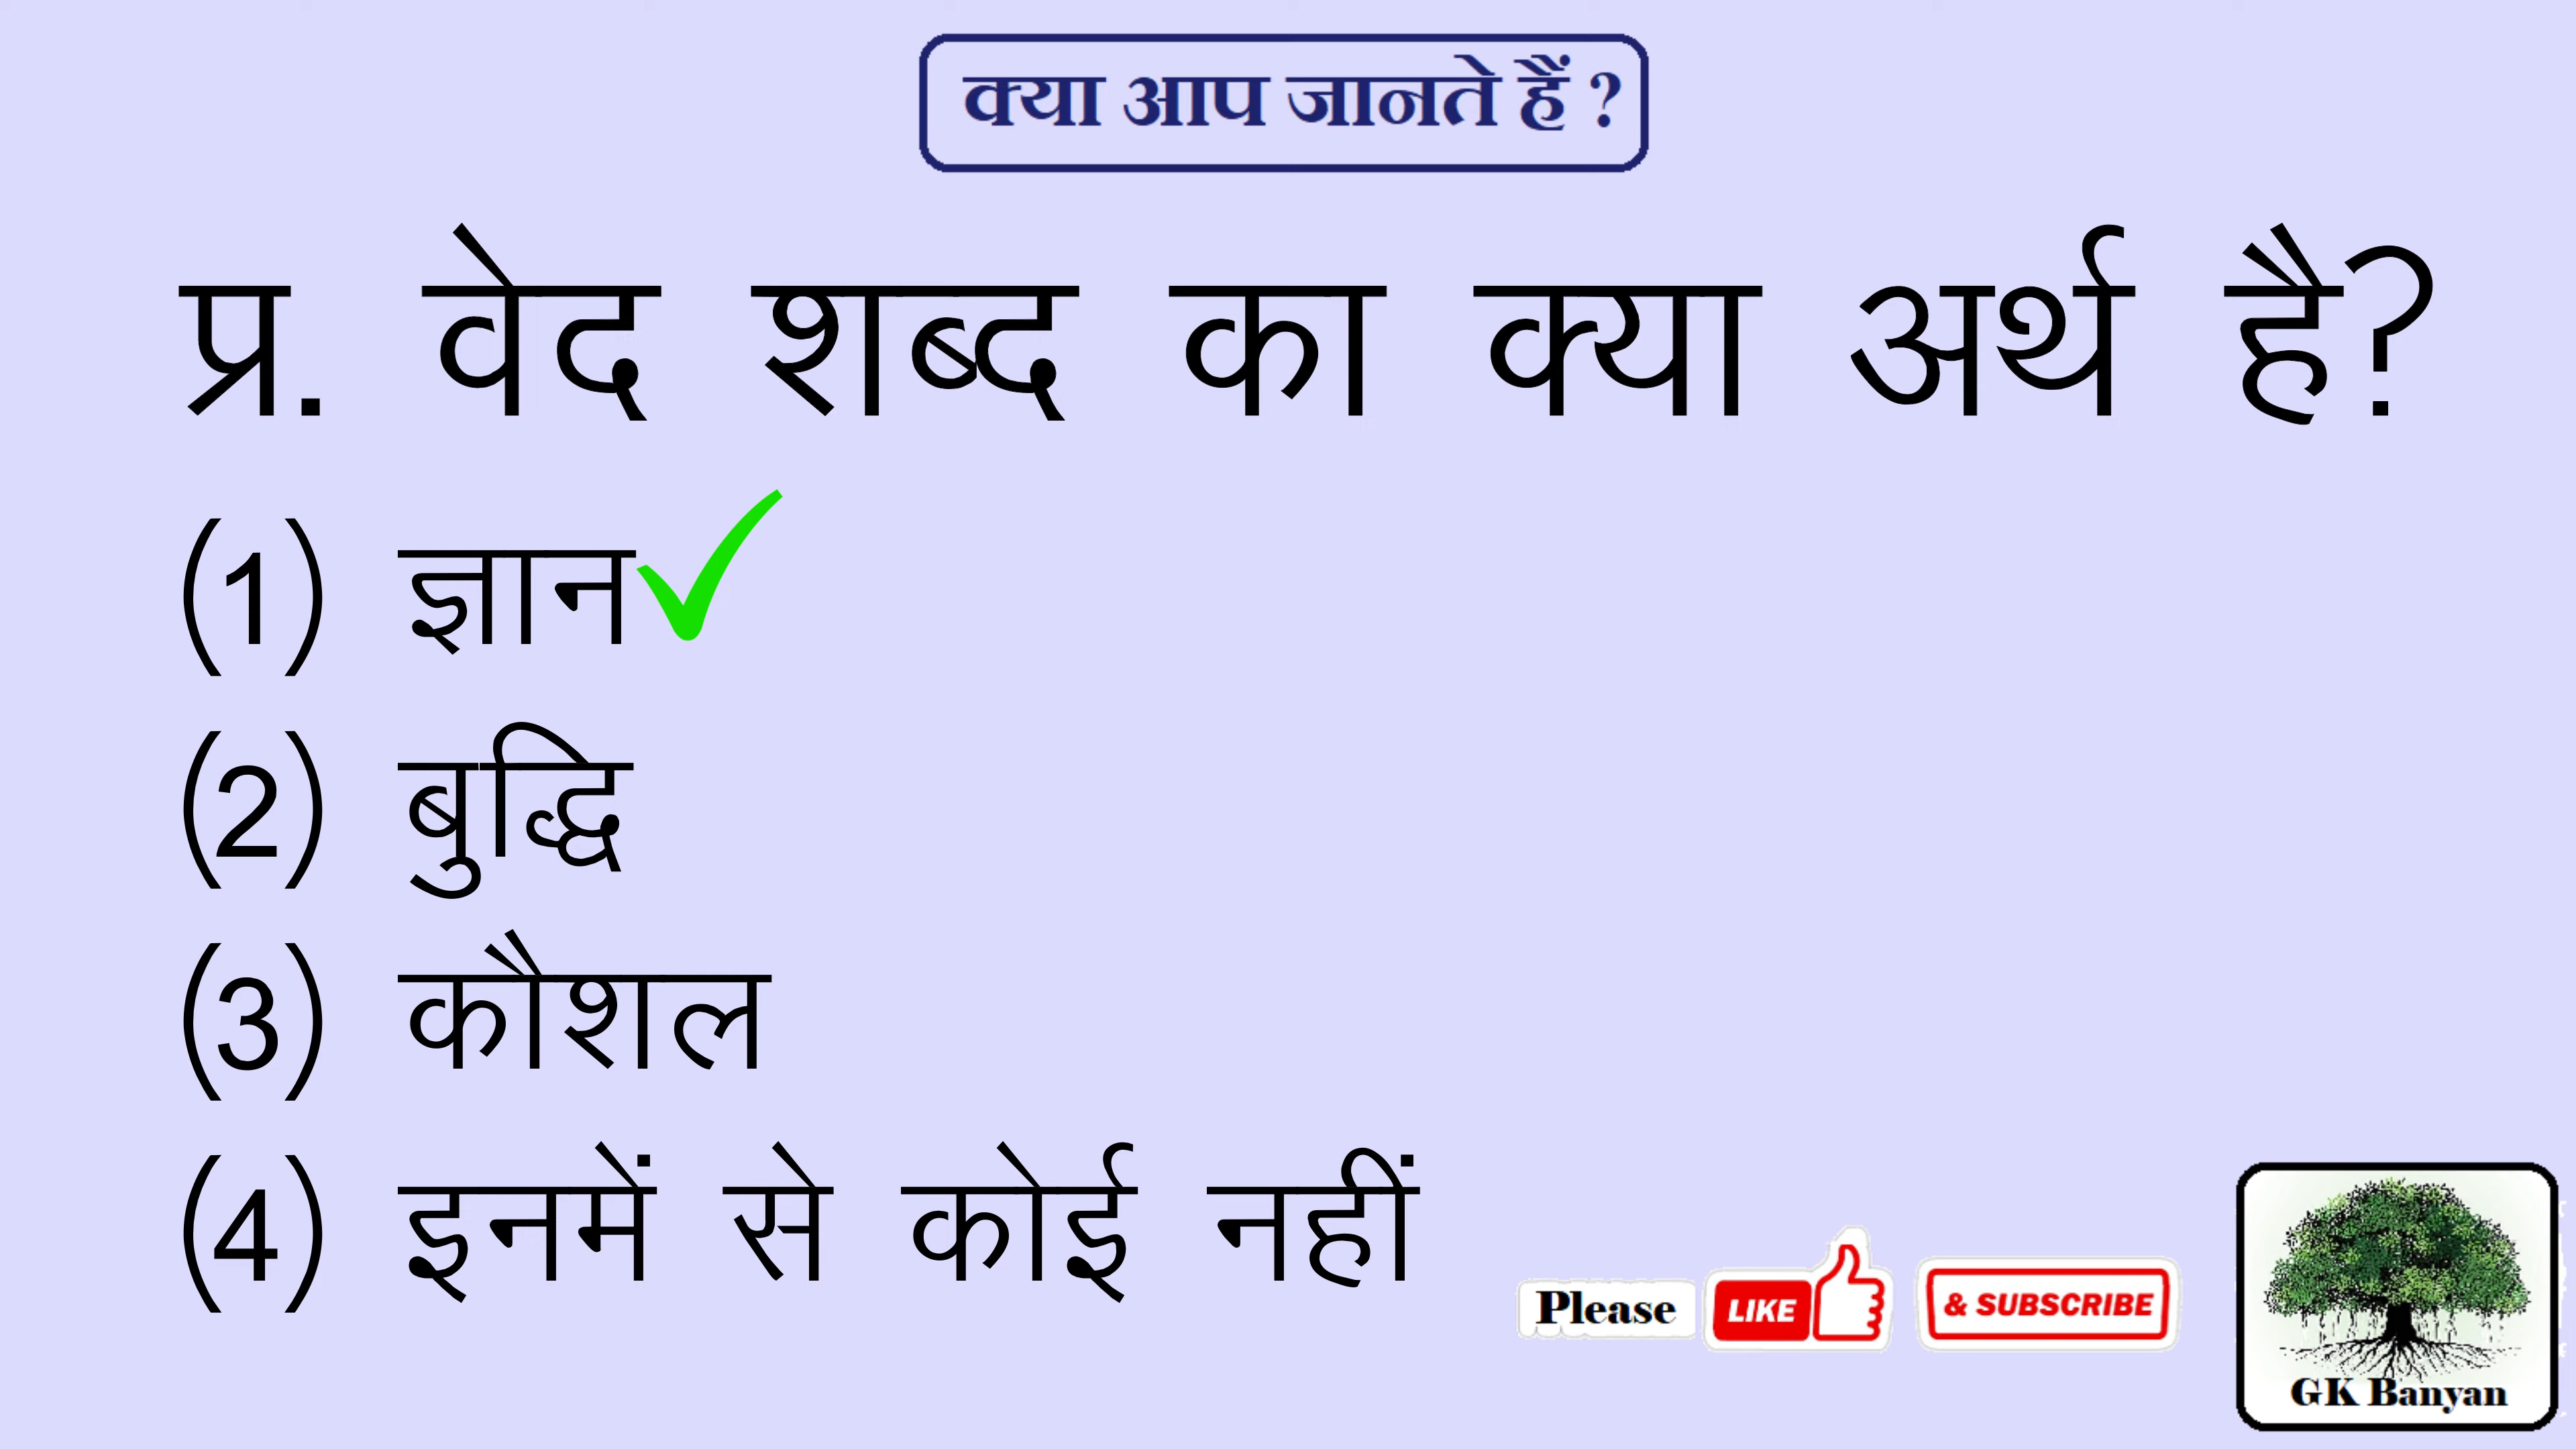 क्या आप जानते हैं ?
प्र. वेद शब्द का क्या अर्थ है?
(1) ज्ञान
(2) बुद्धि
(3) कौशल
(4) इनमें से कोई नहीं
Please LIKE & SUBSCRIBE
GK Banyan